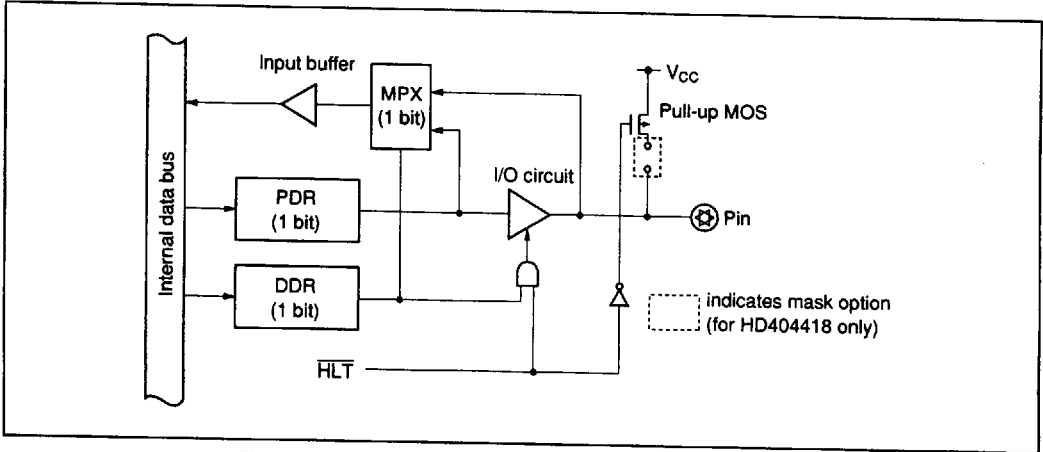 Internal data bus
Input buffer
MPX
(1 bit)
VCC
Pull-up MOS
I/O circuit
PDR
(1 bit)
Pin
DDR
(1 bit)
indicates mask option
(for HD404418 only)
HLT